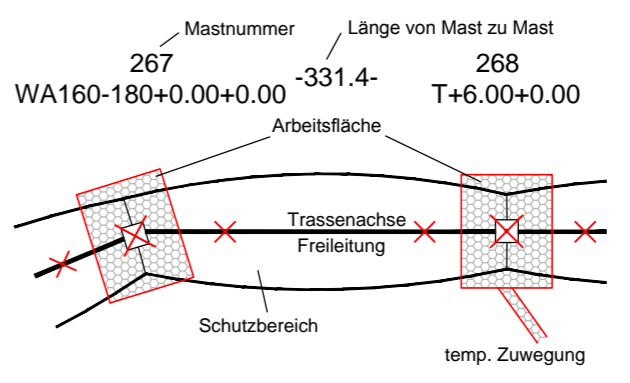 Mastnummer
Länge von Mast zu Mast
267
-331.4-
268
WA160-180+0.00+0.00
T+6.00+0.00
Arbeitsfläche
Trassenachse
Freileitung
Schutzbereich
temp. Zuwegung